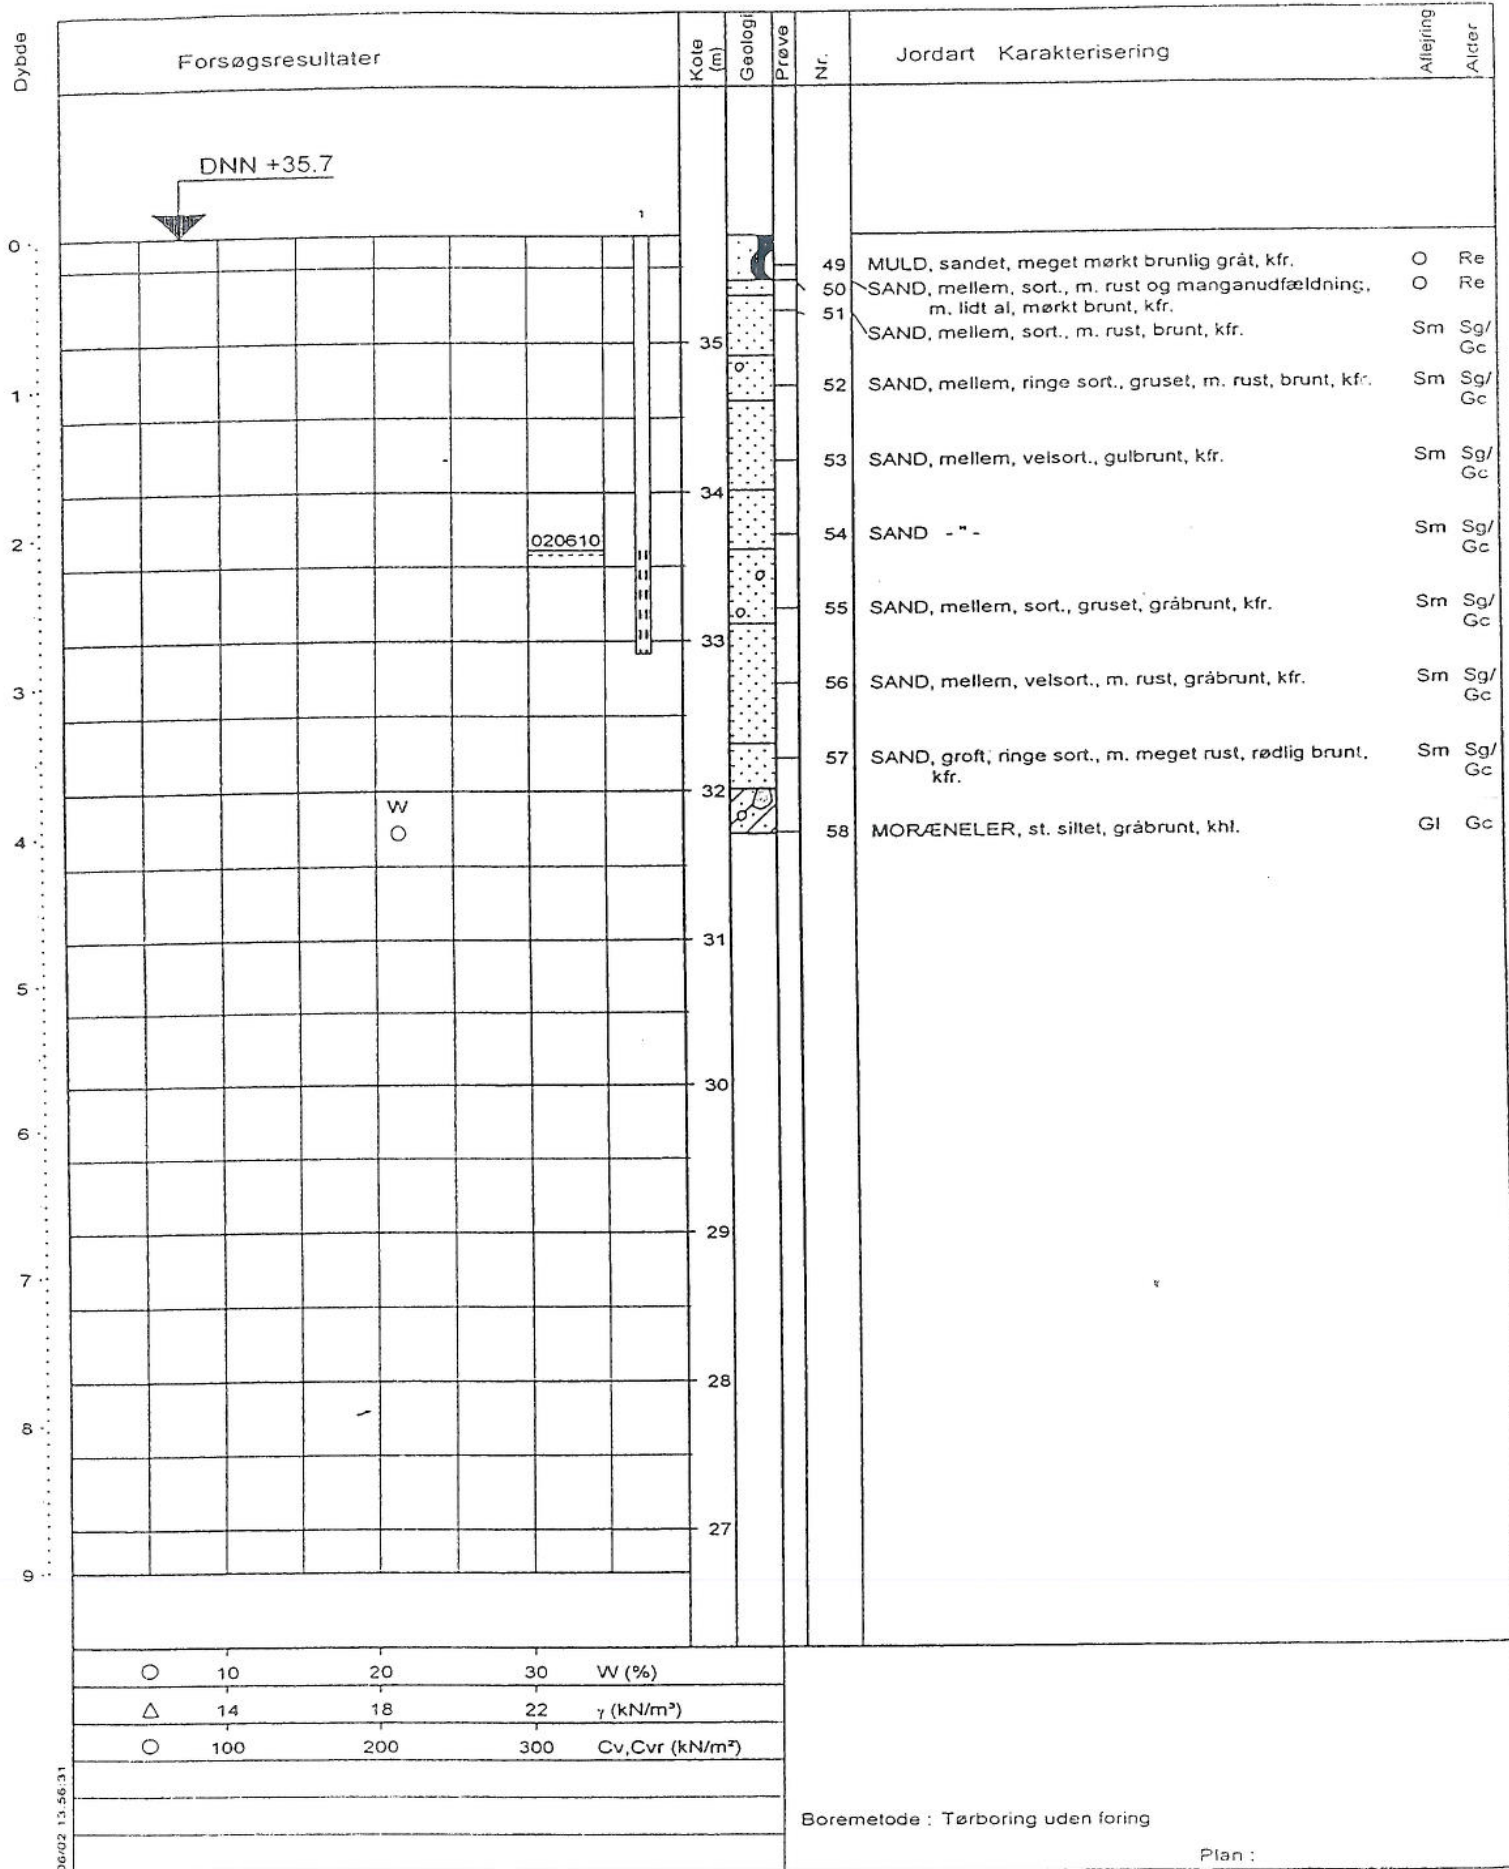 Dybde
Forsøgsresultater
Kote (m)
Geologi
Prøve
Nr.
Jordart Karakterisering
Aflejring
Alder
DNN +35.7
1
0
49 MULD, sandet, meget mørkt brunlig gråt, kfr. O Re
50 SAND, mellem, sort., m. rust og manganudfældning, O Re
m. lidt al, mørkt brunt, kfr.
51 SAND, mellem, sort., m. rust, brunt, kfr. Sm Sg/
Gc
35
1
52 SAND, mellem, ringe sort., gruset, m. rust, brunt, kfr. Sm Sg/
Gc
53 SAND, mellem, velsort., gulbrunt, kfr. Sm Sg/
Gc
34
2
020610
54 SAND - " - Sm Sg/
Gc
55 SAND, mellem, sort., gruset, gråbrunt, kfr. Sm Sg/
Gc
33
3
56 SAND, mellem, velsort., m. rust, gråbrunt, kfr. Sm Sg/
Gc
57 SAND, groft, ringe sort., m. meget rust, rødlig brunt, Sm Sg/
kfr. Gc
32
W
4
58 MORÆNELER, st. siltet, gråbrunt, khl. Gl Gc
31
5
30
6
29
7
28
8
27
9
10 20 30 W (%)
14 18 22 γ (kN/m³)
100 200 300 Cv,Cvr (kN/m²)
06/02 13:56:31
Boremetode : Tørboring uden foring
Plan :